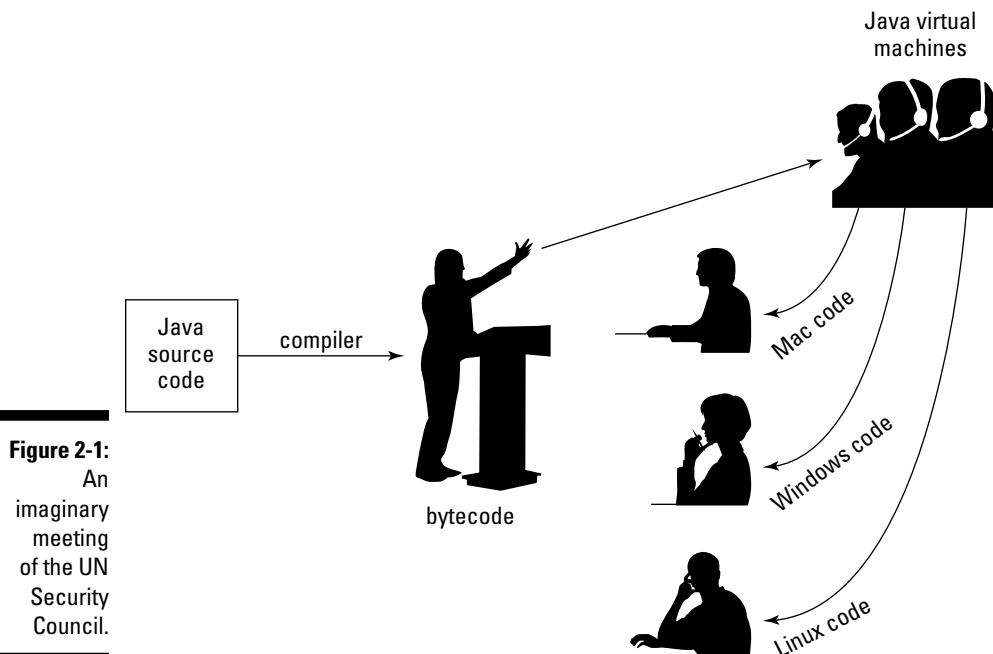 Java virtual
machines
Java
source
code
compiler
bytecode
Mac code
Windows code
Linux code
Figure 2-1:
An
imaginary
meeting
of the UN
Security
Council.